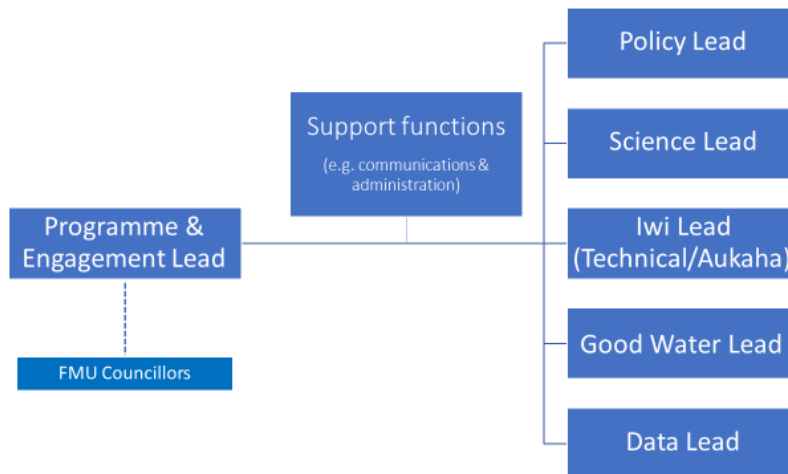 Policy Lead
Support functions
(e.g. communications &
administration)
Science Lead
Programme &
Engagement Lead
Iwi Lead
(Technical/Aukaha)
FMU Councillors
Good Water Lead
Data Lead